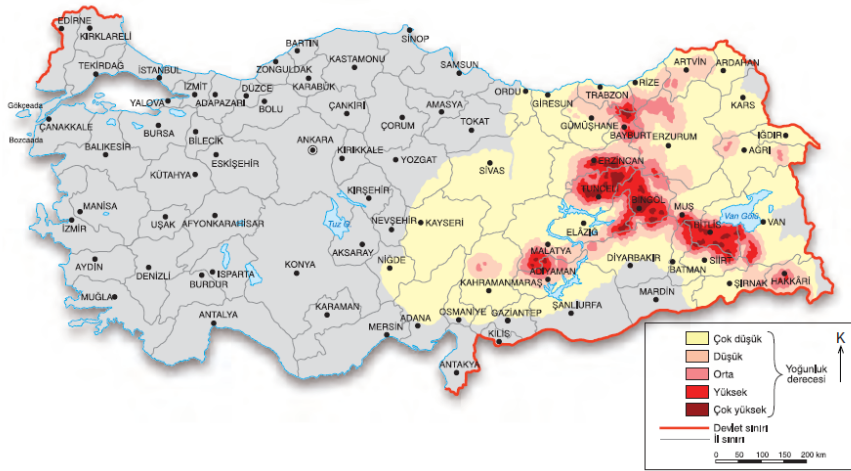 EDİRNE
KIRKLARELİ
TEKİRDAĞ
İSTANBUL
Gökçeada
Bozcaada
ÇANAKKALE
YALOVA
İZMİT
ADAPAZARI
DÜZCE
BOLU
ZONGULDAK
BARTIN
KARABÜK
KASTAMONU
SİNOP
SAMSUN
ÇANKIRI
ÇORUM
AMASYA
TOKAT
ORDU
GİRESUN
TRABZON
RİZE
ARTVİN
ARDAHAN
KARS
GÜMÜŞHANE
BAYBURT
ERZURUM
IĞDIR
AĞRI
BALIKESİR
BURSA
BİLECİK
ESKİŞEHİR
KÜTAHYA
ANKARA
KIRIKKALE
YOZGAT
SİVAS
ERZİNCAN
TUNCELİ
BİNGÖL
MUŞ
BİTLİS
Van Gölü
VAN
MANİSA
İZMİR
UŞAK
AFYONKARAHİSAR
KIRŞEHİR
NEVŞEHİR
KAYSERİ
Tuz G.
AKSARAY
NİĞDE
MALATYA
ELÂZIĞ
DİYARBAKIR
BATMAN
SİİRT
ŞIRNAK
HAKKÂRİ
AYDIN
DENİZLİ
ISPARTA
BURDUR
KONYA
MUĞLA
ANTALYA
KARAMAN
MERSİN
ADANA
OSMANİYE
KAHRAMANMARAŞ
ADIYAMAN
GAZİANTEP
ŞANLIURFA
MARDİN
KİLİS
ANTAKYA
Çok düşük
Düşük
Orta
Yüksek
Çok yüksek
Yoğunluk
derecesi
K
Devlet sınırı
İl sınırı
0 50 100 150 200 km